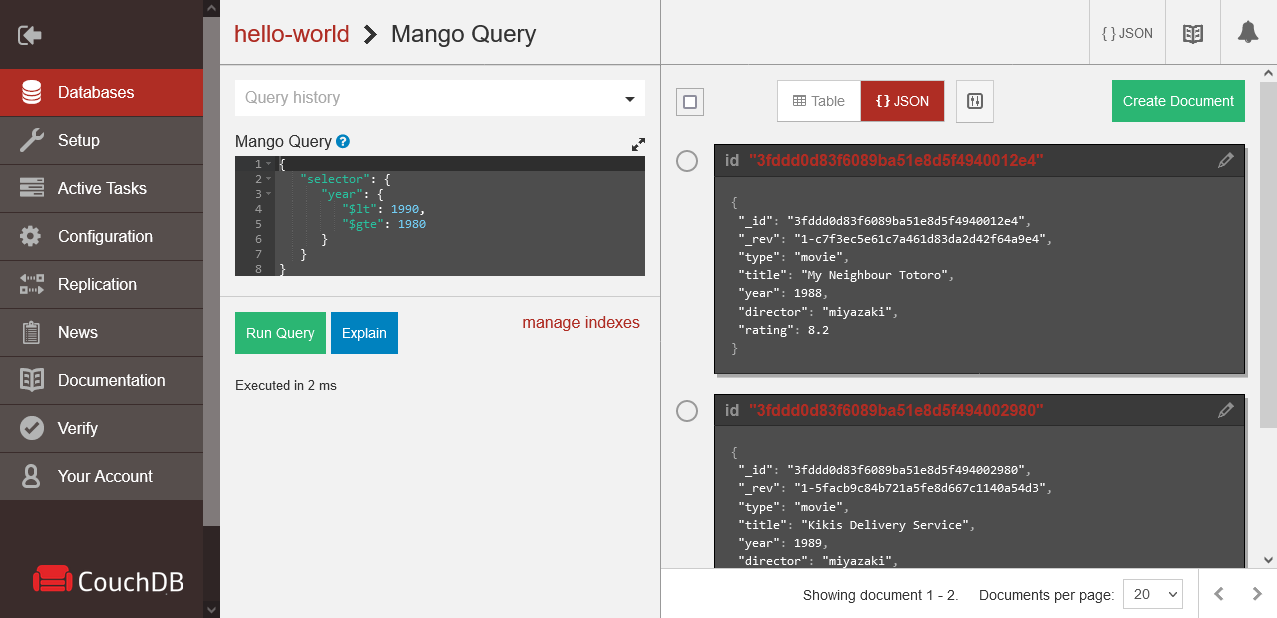 hello-world > Mango Query
{ } JSON
Databases
Setup
Active Tasks
Configuration
Replication
News
Documentation
Verify
Your Account
CouchDB
Query history
Mango Query ?
1 {
2 "selector": {
3 "year": {
4 "$lt": 1990,
5 "$gte": 1980
6 }
7 }
8 }
Run Query
Explain
manage indexes
Executed in 2 ms
Table
{} JSON
Create Document
id "3fddd0d83f6089ba51e8d5f4940012e4"
{
"_id": "3fddd0d83f6089ba51e8d5f4940012e4",
"_rev": "1-c7f3ec5e61c7a461d83da2d42f64a9e4",
"type": "movie",
"title": "My Neighbour Totoro",
"year": 1988,
"director": "miyazaki",
"rating": 8.2
}
id "3fddd0d83f6089ba51e8d5f494002980"
{
"_id": "3fddd0d83f6089ba51e8d5f494002980",
"_rev": "1-5facb9c84b721a5fe8d667c1140a54d3",
"type": "movie",
"title": "Kikis Delivery Service",
"year": 1989,
"director": "miyazaki",
Showing document 1 - 2.
Documents per page: 20